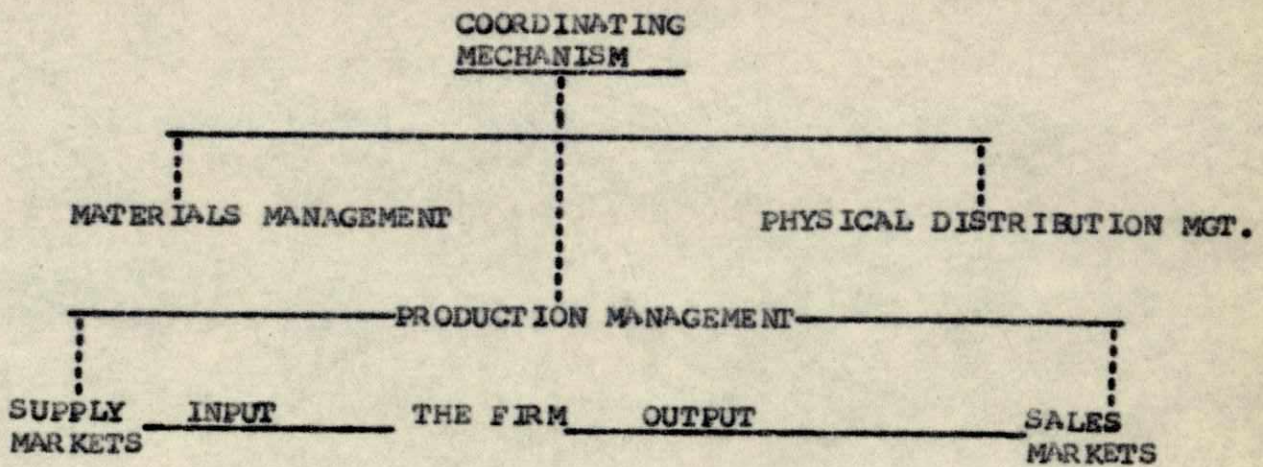 COORDINATING
MECHANISM
MATERIALS MANAGEMENT PHYSICAL DISTRIBUTION MGT.
PRODUCTION MANAGEMENT
SUPPLY INPUT THE FIRM OUTPUT SALES
MARKETS MARKETS